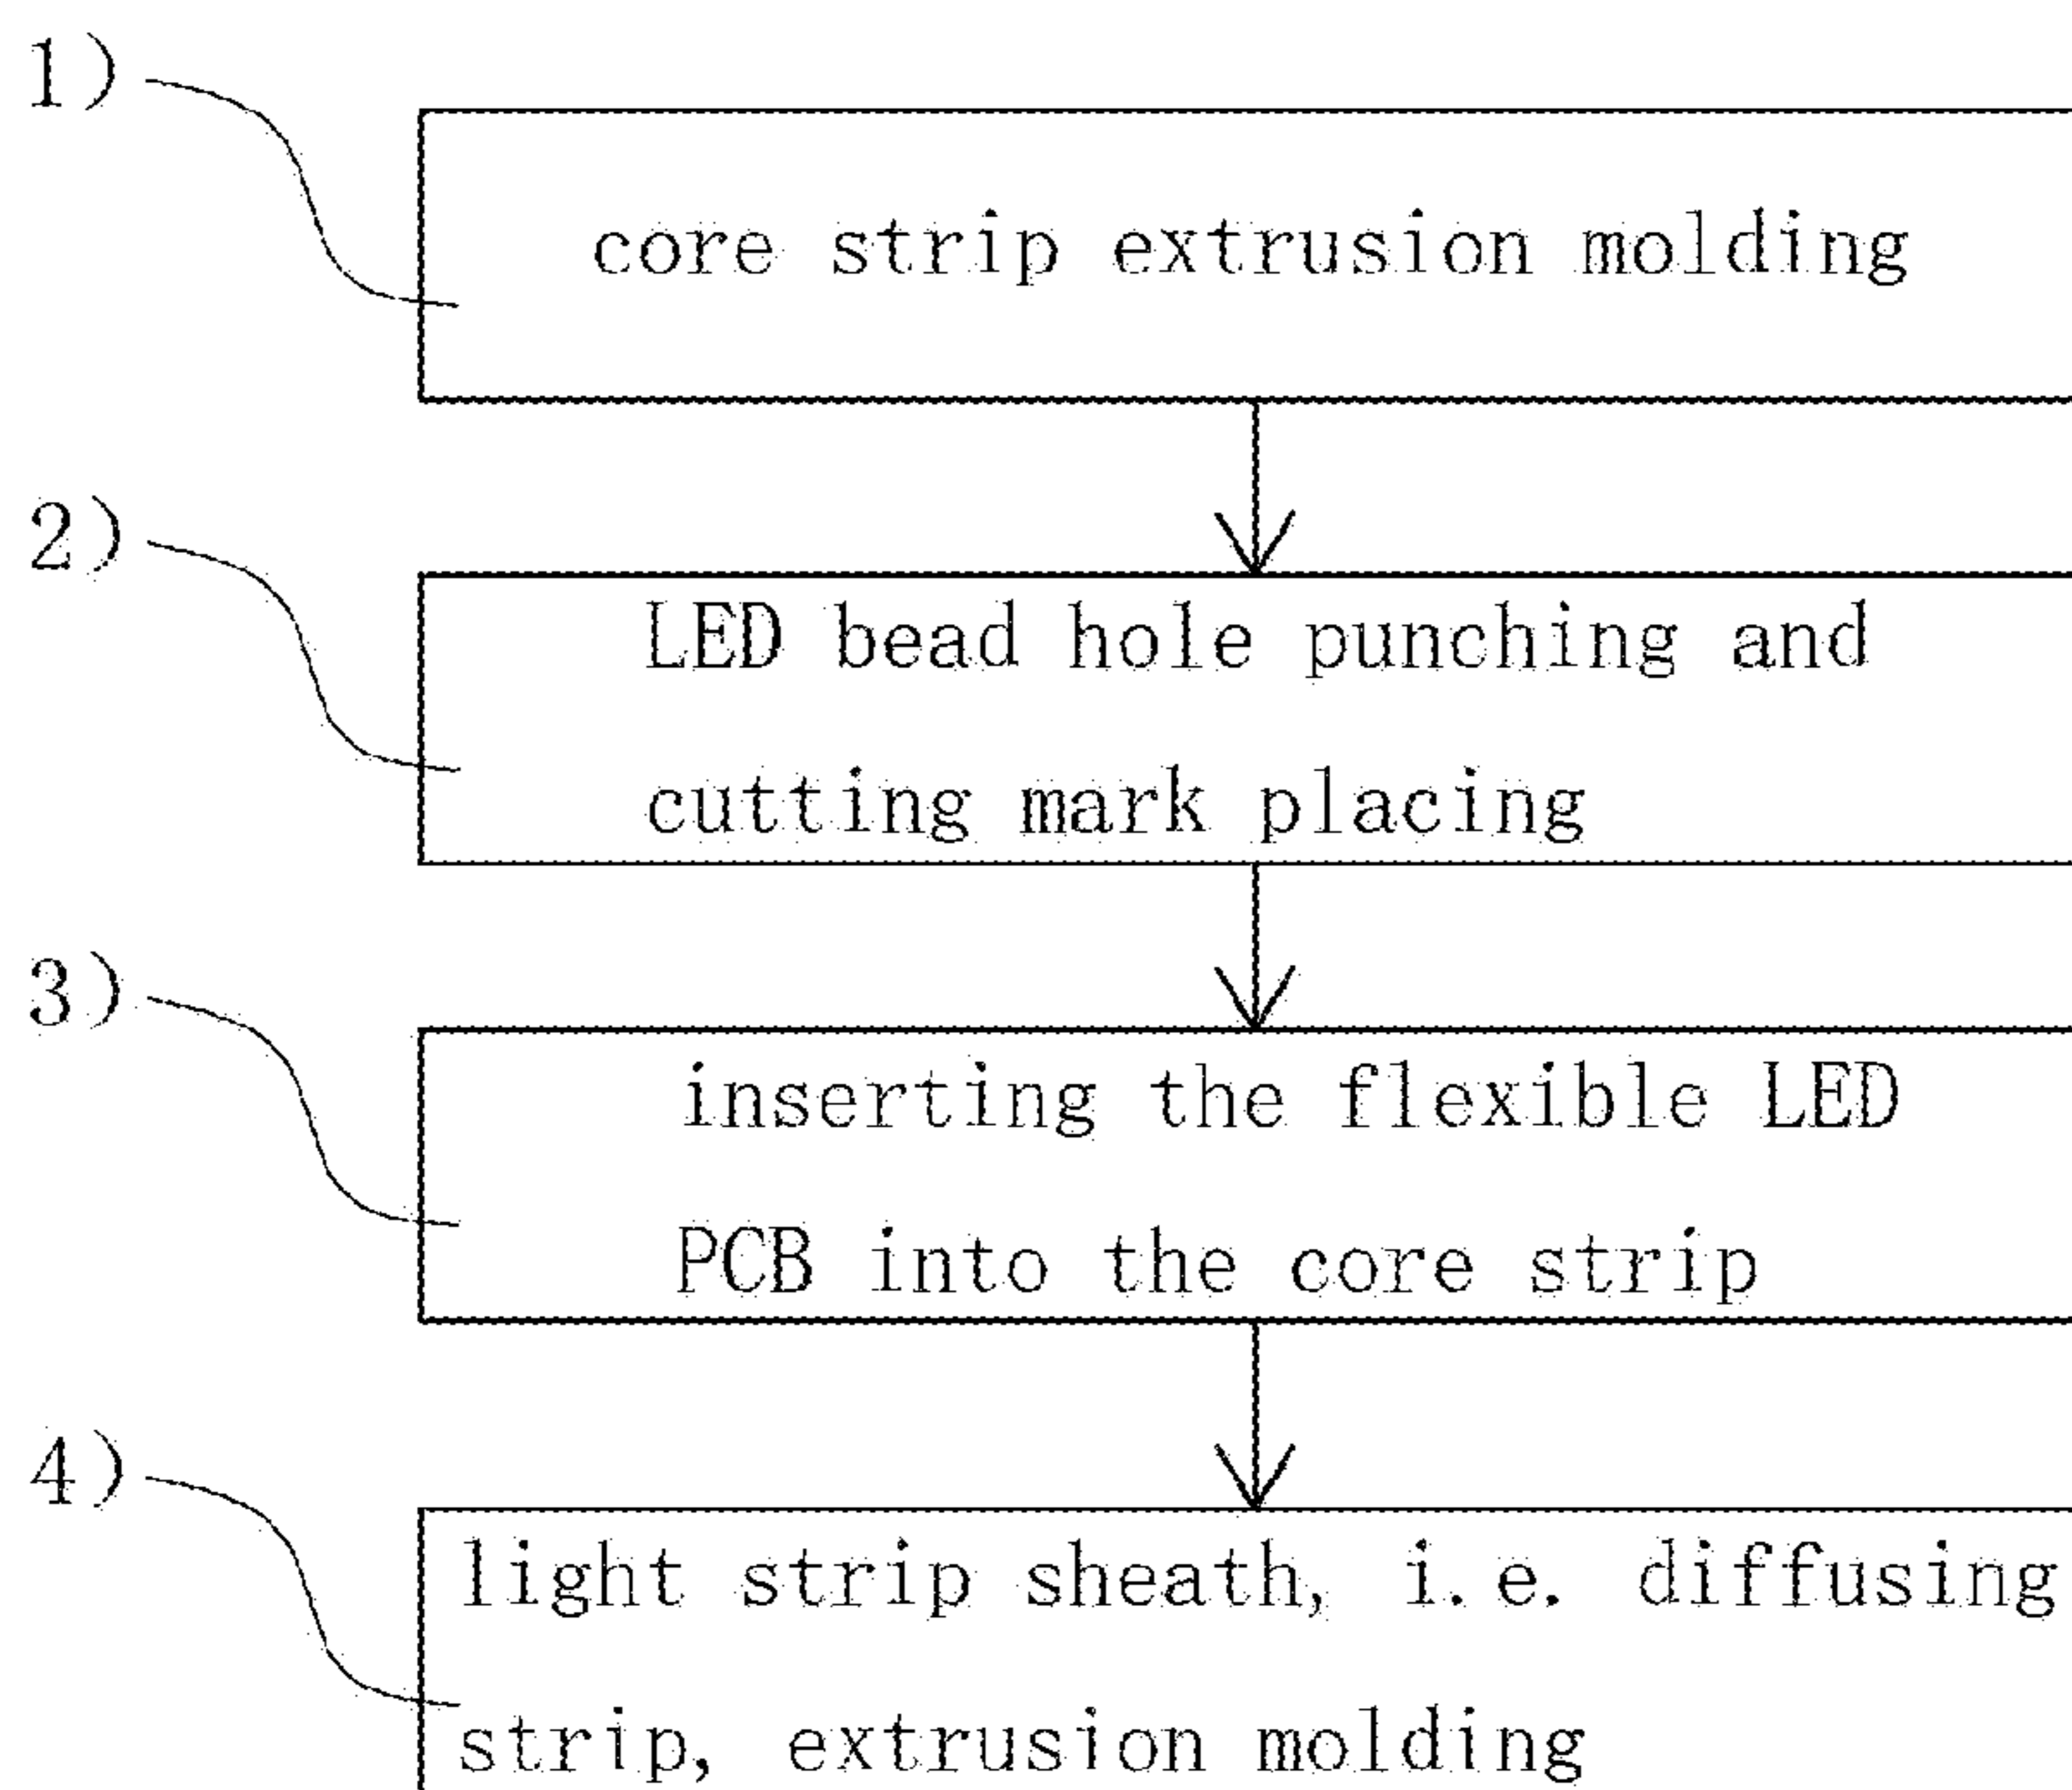 1)
core strip extrusion molding
2)
LED bead hole punching and
cutting mark placing
3)
inserting the flexible LED
PCB into the core strip
4)
light strip sheath, i.e. diffusing
strip, extrusion molding